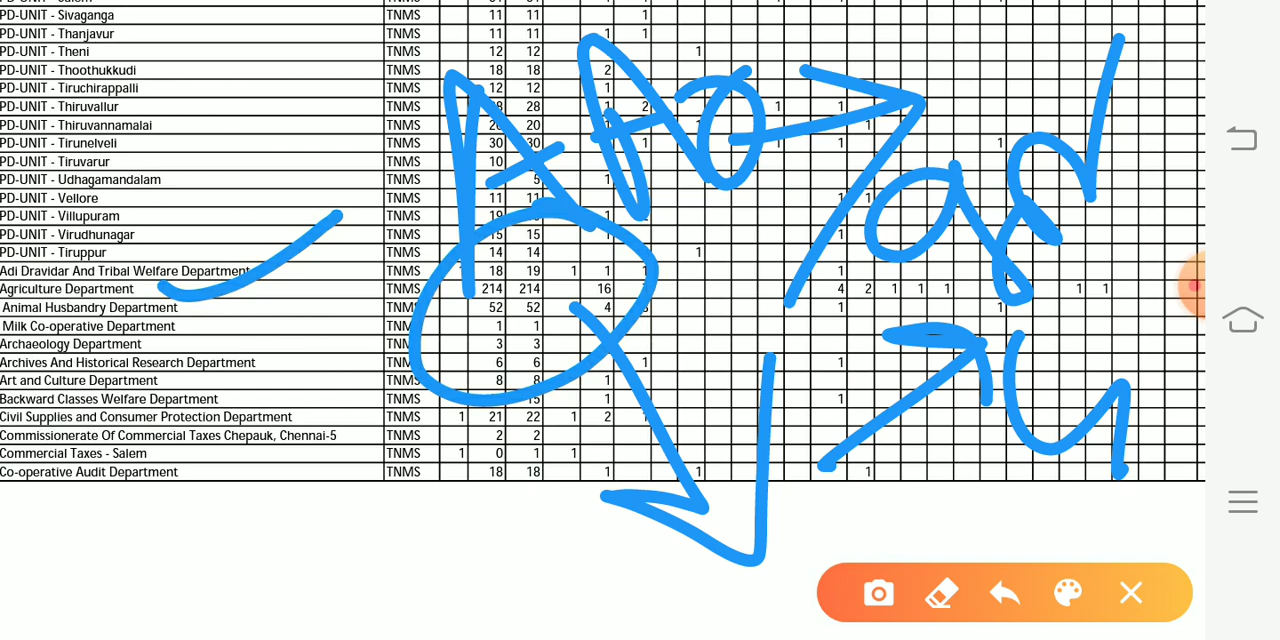 PD-UNIT - Sivaganga TNMS 11 11 1
PD-UNIT - Thanjavur TNMS 11 11 1 1
PD-UNIT - Theni TNMS 12 12 1
PD-UNIT - Thoothukkudi TNMS 18 18 2
PD-UNIT - Tiruchirappalli TNMS 12 12 1
PD-UNIT - Thiruvallur TNMS 28 1 2 1 1
PD-UNIT - Thiruvannamalai TNMS 20 20 1
PD-UNIT - Tirunelveli TNMS 30 30 1 1 1
PD-UNIT - Tiruvarur TNMS 10
PD-UNIT - Udhagamandalam TNMS 5 1
PD-UNIT - Vellore TNMS 11 11 1 1
PD-UNIT - Villupuram TNMS 19 1
PD-UNIT - Virudhunagar TNMS 15 15 1 1
PD-UNIT - Tiruppur TNMS 14 14 1
Adi Dravidar And Tribal Welfare Department TNMS 18 19 1 1 1 1
Agriculture Department TNMS 214 214 16 4 2 1 1 1 1 1
Animal Husbandry Department TNMS 52 52 4 1 1
Milk Co-operative Department 1 1
Archaeology Department 3 3
Archives And Historical Research Department TNMS 6 6 1 1
Art and Culture Department TNMS 8 8 1
Backward Classes Welfare Department TNMS 15 1 1
Civil Supplies and Consumer Protection Department TNMS 1 21 22 1 2
Commissionerate Of Commercial Taxes Chepauk, Chennai-5 TNMS 2 2
Commercial Taxes - Salem TNMS 1 0 1 1
Co-operative Audit Department TNMS 18 18 1 1 1